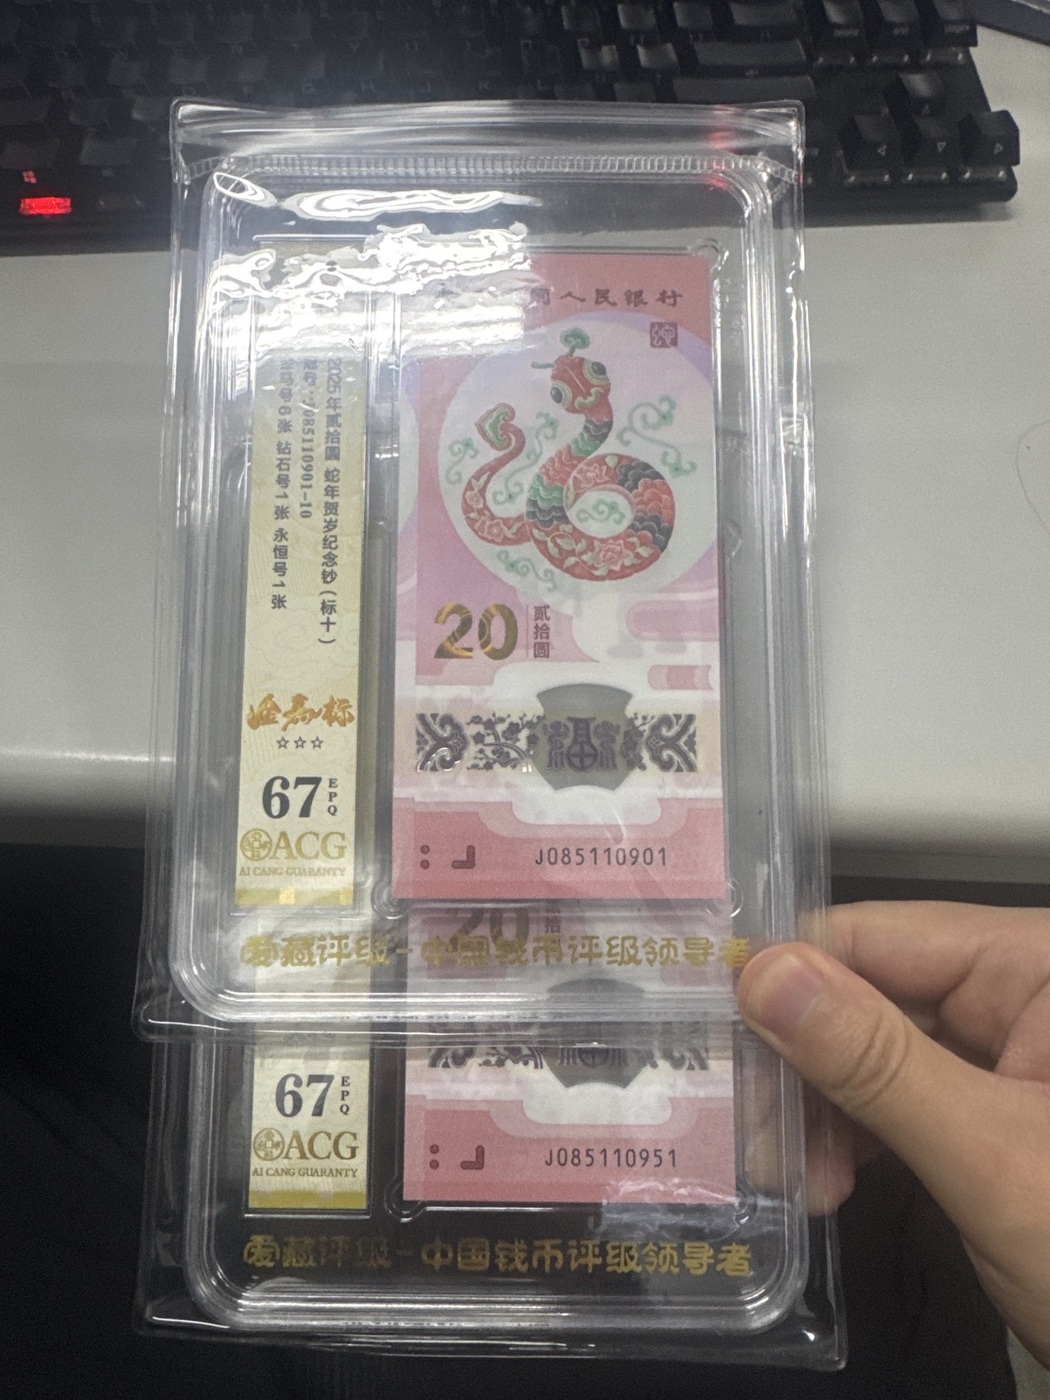 人民银行
20
贰拾圆
J085110901
2025年贰拾圆 蛇年贺岁纪念钞（标十）
J085110901-10
号6张 钻石号1张 永恒号1张
☆☆☆
67
EPQ
ACG
AI CANG GUARANTY
爱藏评级-中国钱币评级领导者
20
拾
J085110951
67
EPQ
ACG
AI CANG GUARANTY
爱藏评级-中国钱币评级领导者